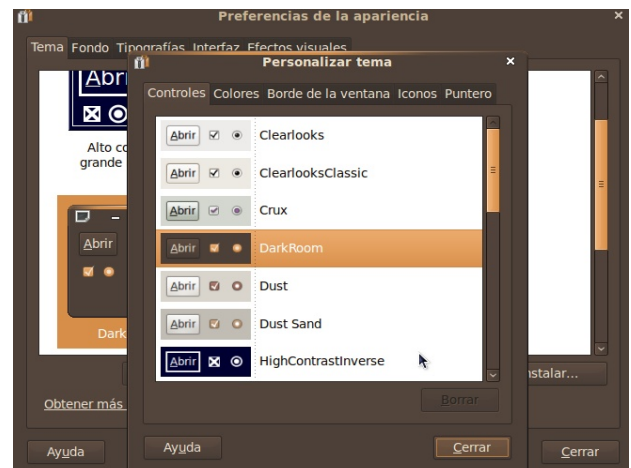 Preferencias de la apariencia
Tema Fondo Tipografías Interfaz Efectos visuales
Abri
Alto co
grande
Abrir
Dark
nstalar...
Obtener más
Ayuda
Cerrar
Personalizar tema
Controles Colores Borde de la ventana Iconos Puntero
Abrir Clearlooks
Abrir ClearlooksClassic
Abrir Crux
Abrir DarkRoom
Abrir Dust
Abrir Dust Sand
Abrir HighContrastInverse
Borrar
Ayuda
Cerrar